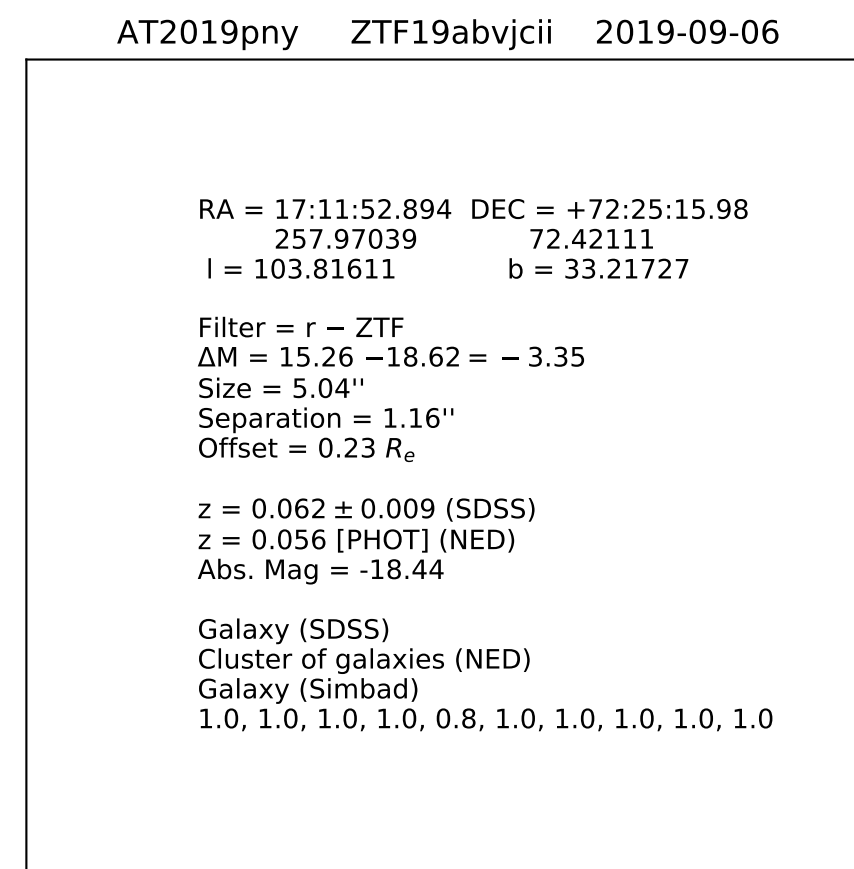 AT2019pny ZTF19abvjcii 2019-09-06
RA = 17:11:52.894 DEC = +72:25:15.98
257.97039 72.42111
l = 103.81611 b = 33.21727
Filter = r − ZTF
ΔM = 15.26 −18.62 = − 3.35
Size = 5.04''
Separation = 1.16''
Offset = 0.23 Re
z = 0.062 ± 0.009 (SDSS)
z = 0.056 [PHOT] (NED)
Abs. Mag = -18.44
Galaxy (SDSS)
Cluster of galaxies (NED)
Galaxy (Simbad)
1.0, 1.0, 1.0, 1.0, 0.8, 1.0, 1.0, 1.0, 1.0, 1.0